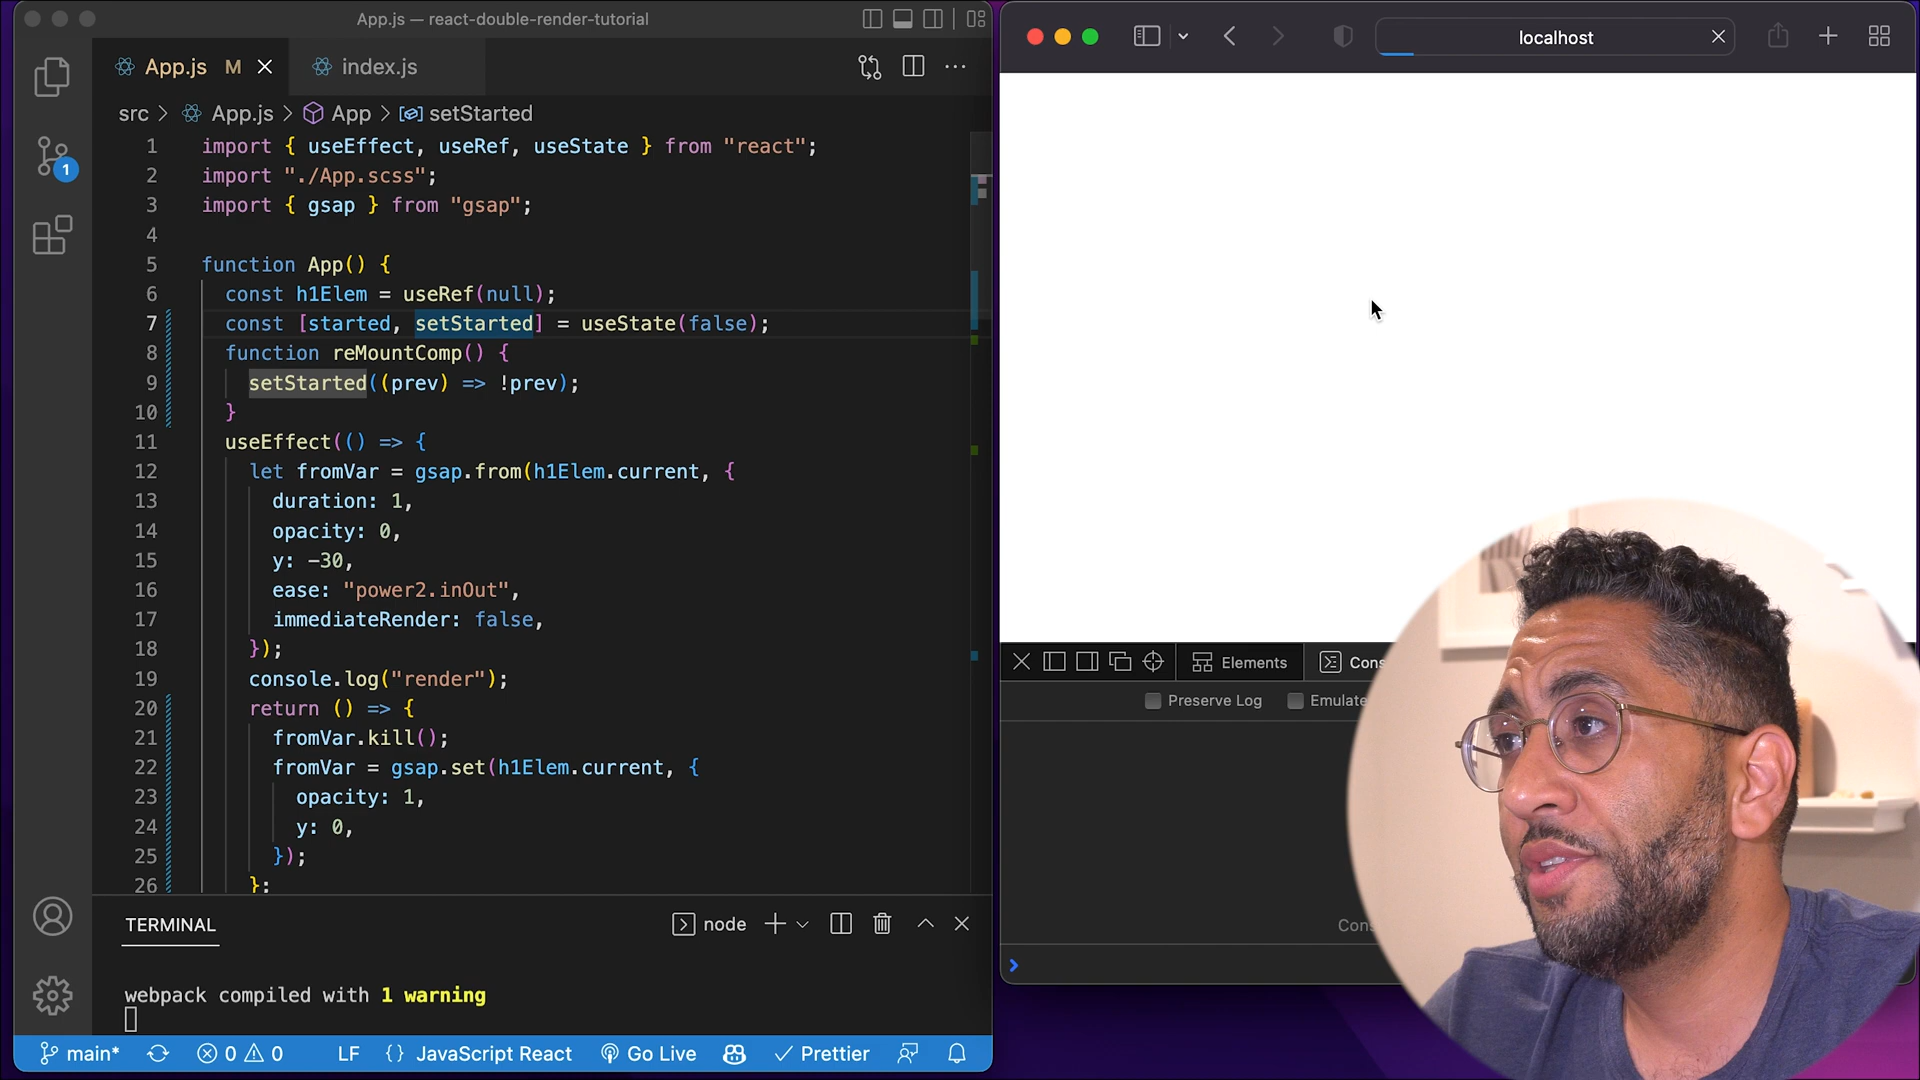 App.js — react-double-render-tutorial
App.js M
index.js
src > App.js > App > setStarted
1 import { useEffect, useRef, useState } from "react";
2 import "./App.scss";
3 import { gsap } from "gsap";
4
5 function App() {
6 const h1Elem = useRef(null);
7 const [started, setStarted] = useState(false);
8 function reMountComp() {
9 setStarted((prev) => !prev);
10 }
11 useEffect(() => {
12 let fromVar = gsap.from(h1Elem.current, {
13 duration: 1,
14 opacity: 0,
15 y: -30,
16 ease: "power2.inOut",
17 immediateRender: false,
18 });
19 console.log("render");
20 return () => {
21 fromVar.kill();
22 fromVar = gsap.set(h1Elem.current, {
23 opacity: 1,
24 y: 0,
25 });
26 };
1
TERMINAL
node
webpack compiled with 1 warning
main* 0 0 LF {} JavaScript React Go Live Prettier
localhost
Elements Cons
Preserve Log Emulate
Cons